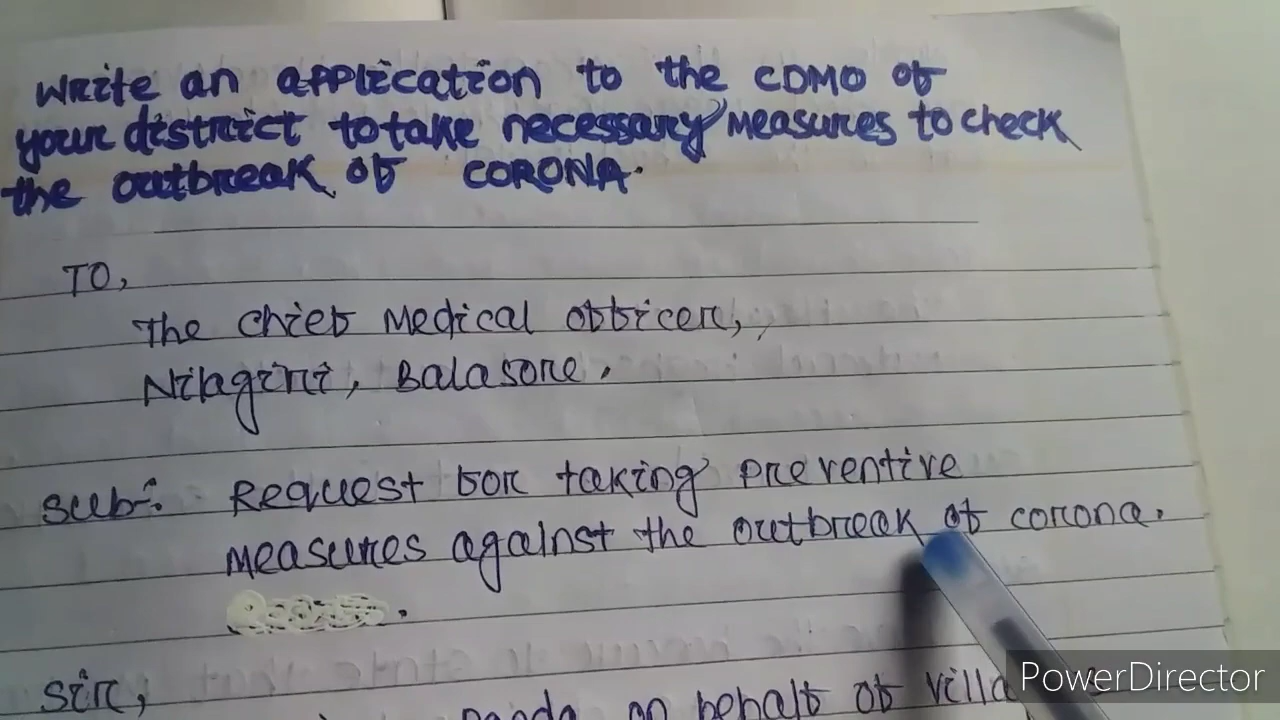 Write an application to the CDMO of
your district to take necessary measures to check
the outbreak of CORONA.
TO,
The chief Medical officer,
Nilagiri, Balasore.
Sub:- Request for taking preventive
measures against the outbreak of corona.
Sir,
panda on behalf of villa
PowerDirector